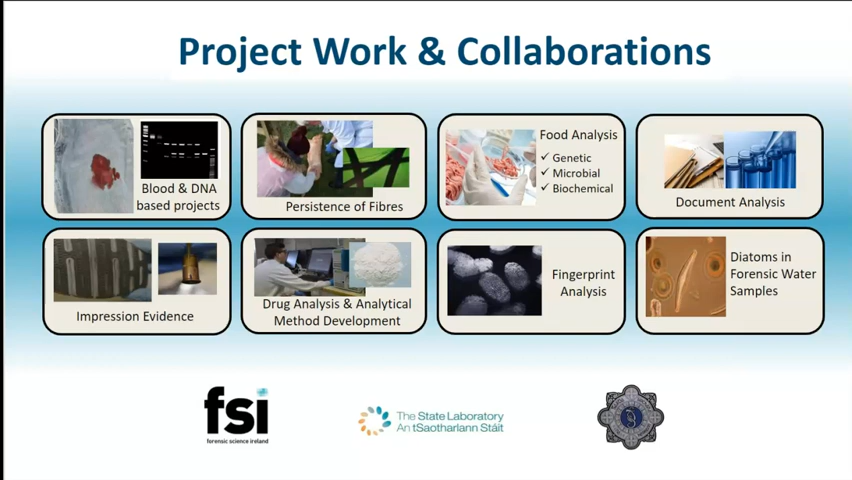 Project Work & Collaborations
Blood & DNA
based projects
Persistence of Fibres
Food Analysis
✓ Genetic
✓ Microbial
✓ Biochemical
Document Analysis
Impression Evidence
Drug Analysis & Analytical
Method Development
Fingerprint
Analysis
Diatoms in
Forensic Water
Samples
fsi
forensic science ireland
The State Laboratory
An tSaotharlann Stáit